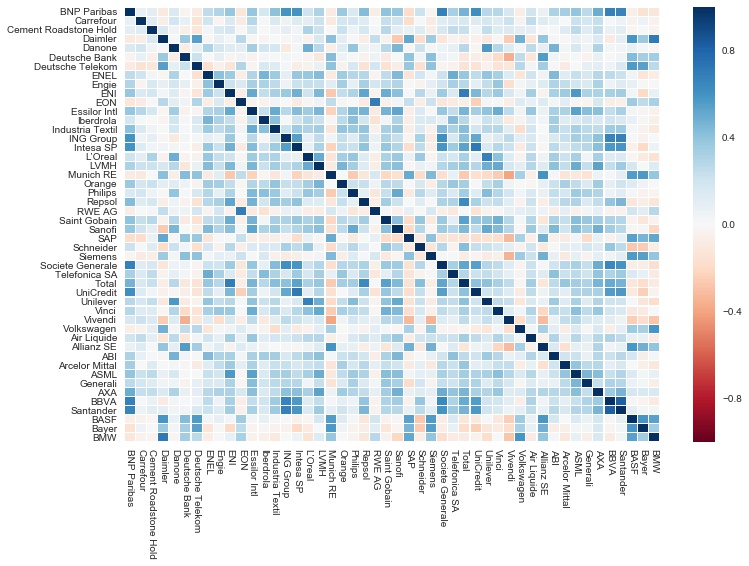 BNP Paribas
Carrefour
Cement Roadstone Hold
Daimler
Danone
Deutsche Bank
Deutsche Telekom
ENEL
Engie
ENI
EON
Essilor Intl
Iberdrola
Industria Textil
ING Group
Intesa SP
L'Oreal
LVMH
Munich RE
Orange
Philips
Repsol
RWE AG
Saint Gobain
Sanofi
SAP
Schneider
Siemens
Societe Generale
Telefonica SA
Total
UniCredit
Unilever
Vinci
Vivendi
Volkswagen
Air Liquide
Allianz SE
ABI
Arcelor Mittal
ASML
Generali
AXA
BBVA
Santander
BASF
Bayer
BMW
BNP Paribas
Carrefour
Cement Roadstone Hold
Daimler
Danone
Deutsche Bank
Deutsche Telekom
ENEL
Engie
ENI
EON
Essilor Intl
Iberdrola
Industria Textil
ING Group
Intesa SP
L'Oreal
LVMH
Munich RE
Orange
Philips
Repsol
RWE AG
Saint Gobain
Sanofi
SAP
Schneider
Siemens
Societe Generale
Telefonica SA
Total
UniCredit
Unilever
Vinci
Vivendi
Volkswagen
Air Liquide
Allianz SE
ABI
Arcelor Mittal
ASML
Generali
AXA
BBVA
Santander
BASF
Bayer
BMW
0.8
0.4
0.0
−0.4
−0.8